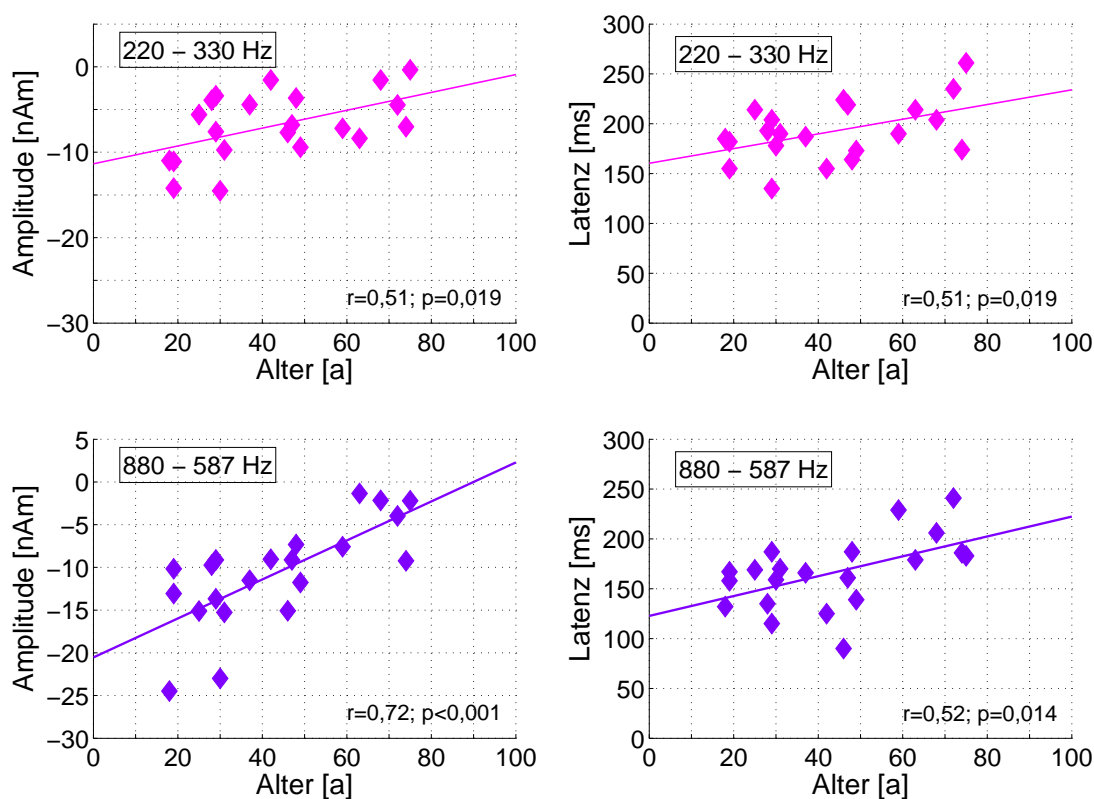 220 – 330 Hz
Amplitude [nAm]
0
−10
−20
−30
0 20 40 60 80 100
Alter [a]
r=0,51; p=0,019
220 – 330 Hz
Latenz [ms]
300
250
200
150
100
50
0
0 20 40 60 80 100
Alter [a]
r=0,51; p=0,019
880 – 587 Hz
Amplitude [nAm]
5
0
−5
−10
−15
−20
−25
−30
0 20 40 60 80 100
Alter [a]
r=0,72; p<0,001
880 – 587 Hz
Latenz [ms]
300
250
200
150
100
50
0
0 20 40 60 80 100
Alter [a]
r=0,52; p=0,014